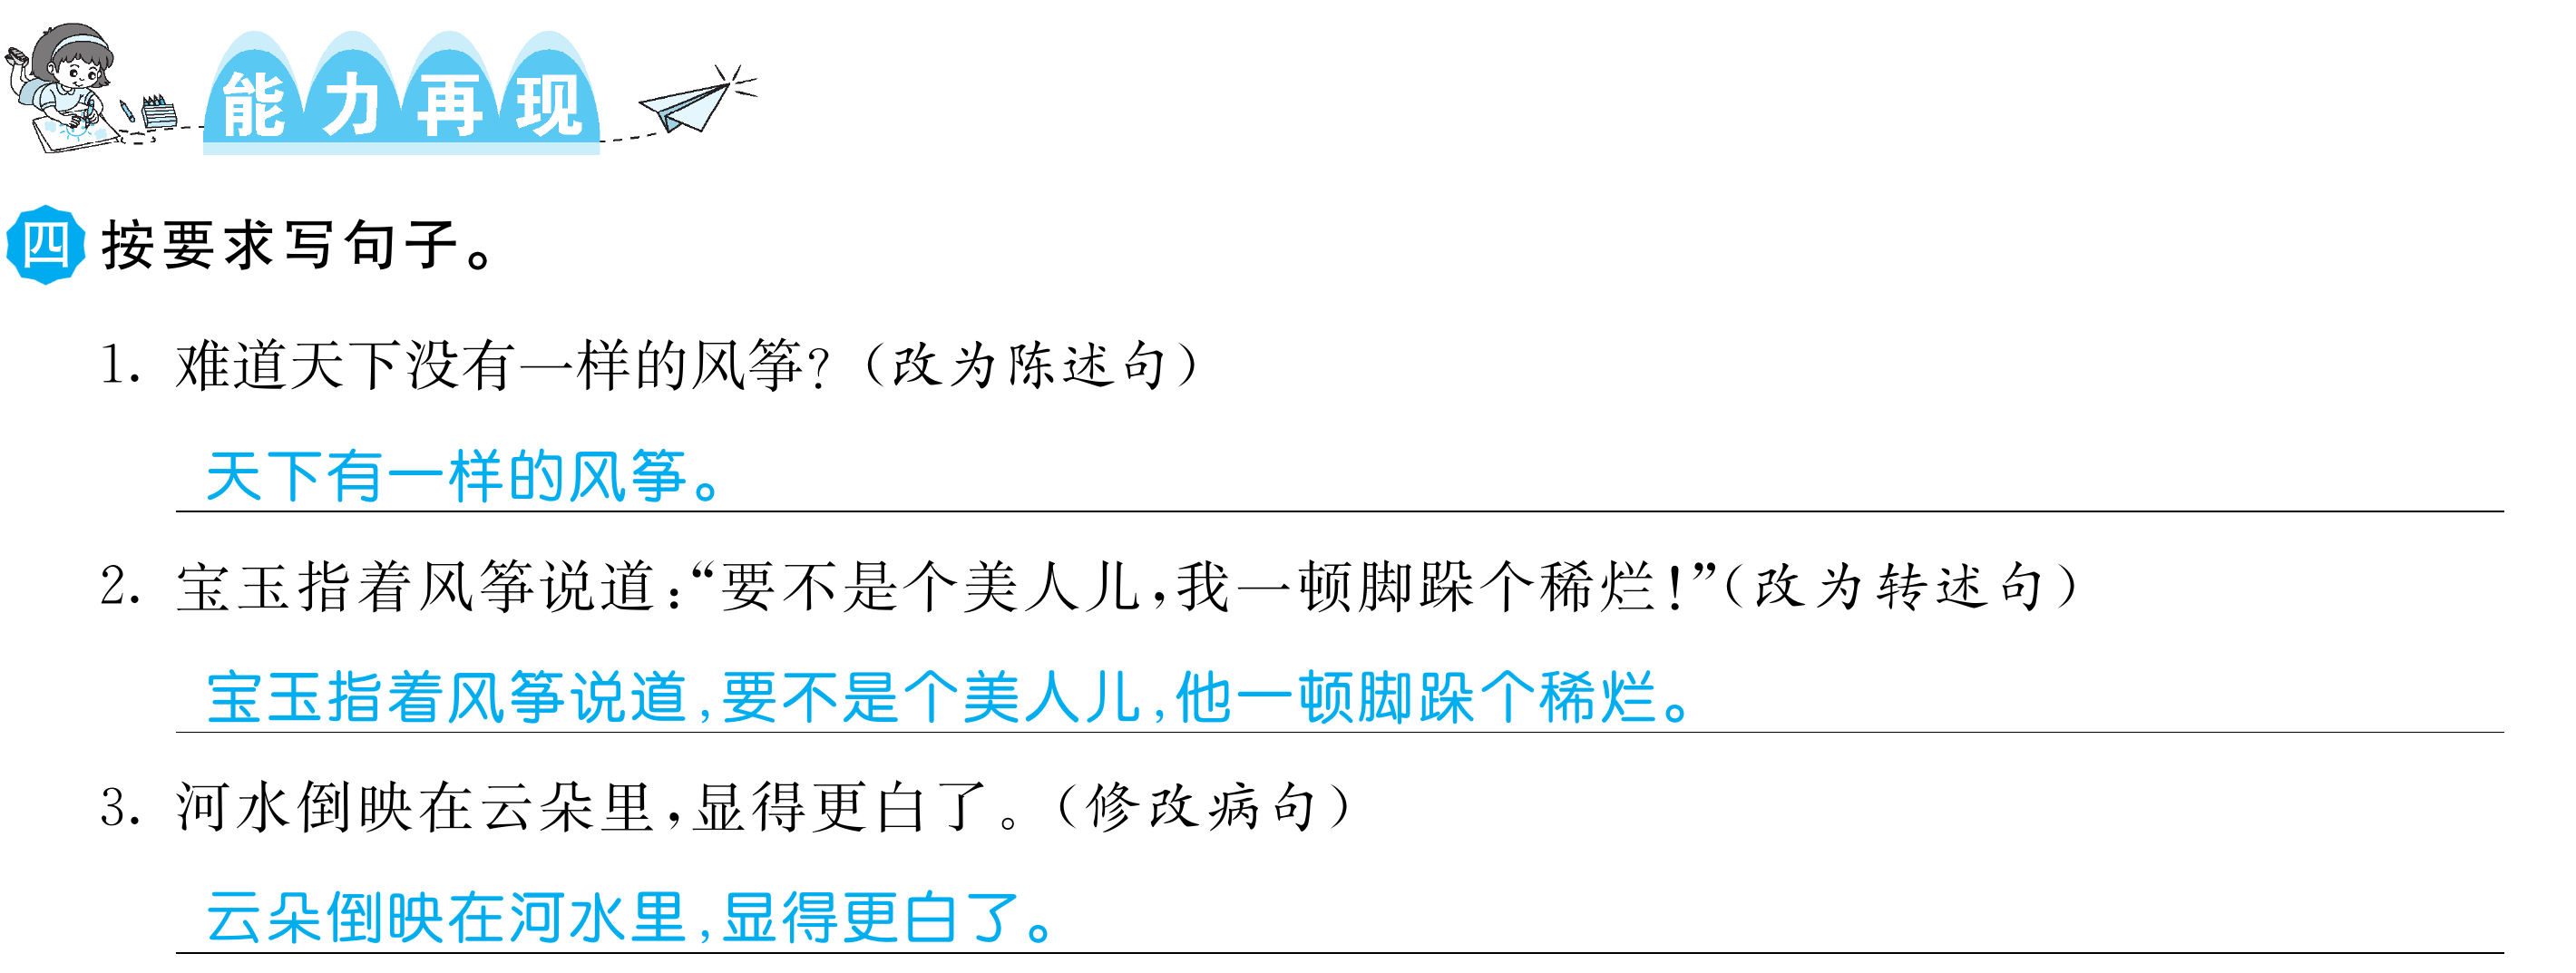 能力再现
四 按要求写句子。
1. 难道天下没有一样的风筝?（改为陈述句）
天下有一样的风筝。
2. 宝玉指着风筝说道:“要不是个美人儿,我一顿脚跺个稀烂!”（改为转述句）
宝玉指着风筝说道,要不是个美人儿,他一顿脚跺个稀烂。
3. 河水倒映在云朵里,显得更白了。（修改病句）
云朵倒映在河水里,显得更白了。